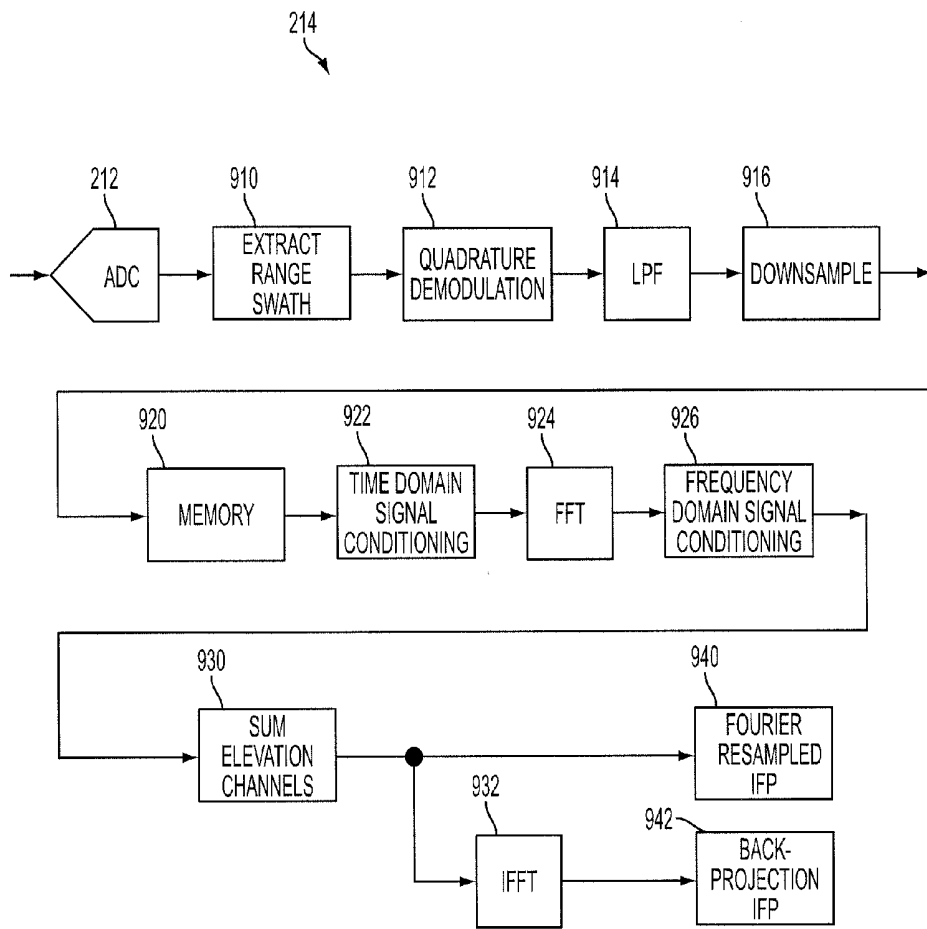 214
212
910
912
914
916
ADC
EXTRACT
RANGE
SWATH
QUADRATURE
DEMODULATION
LPF
DOWNSAMPLE
920
922
924
926
MEMORY
TIME DOMAIN
SIGNAL
CONDITIONING
FFT
FREQUENCY
DOMAIN SIGNAL
CONDITIONING
930
940
SUM
ELEVATION
CHANNELS
FOURIER
RESAMPLED
IFP
932
942
IFFT
BACK-
PROJECTION
IFP